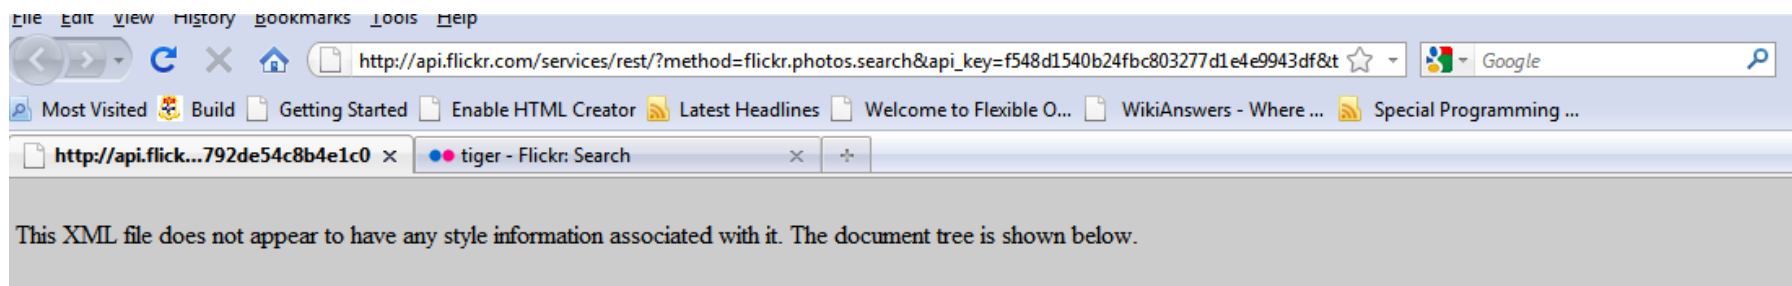 File Edit View History Bookmarks Tools Help
http://api.flickr.com/services/rest/?method=flickr.photos.search&api_key=f548d1540b24fbc803277d1e4e9943df&t Google
Most Visited Build Getting Started Enable HTML Creator Latest Headlines Welcome to Flexible O... WikiAnswers - Where ... Special Programming ...
http://api.flick...792de54c8b4e1c0 tiger - Flickr: Search
This XML file does not appear to have any style information associated with it. The document tree is shown below.